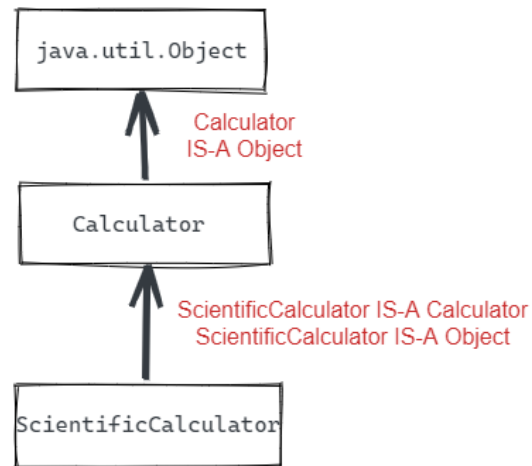 java.util.Object
Calculator
IS-A Object
Calculator
ScientificCalculator IS-A Calculator
ScientificCalculator IS-A Object
ScientificCalculator